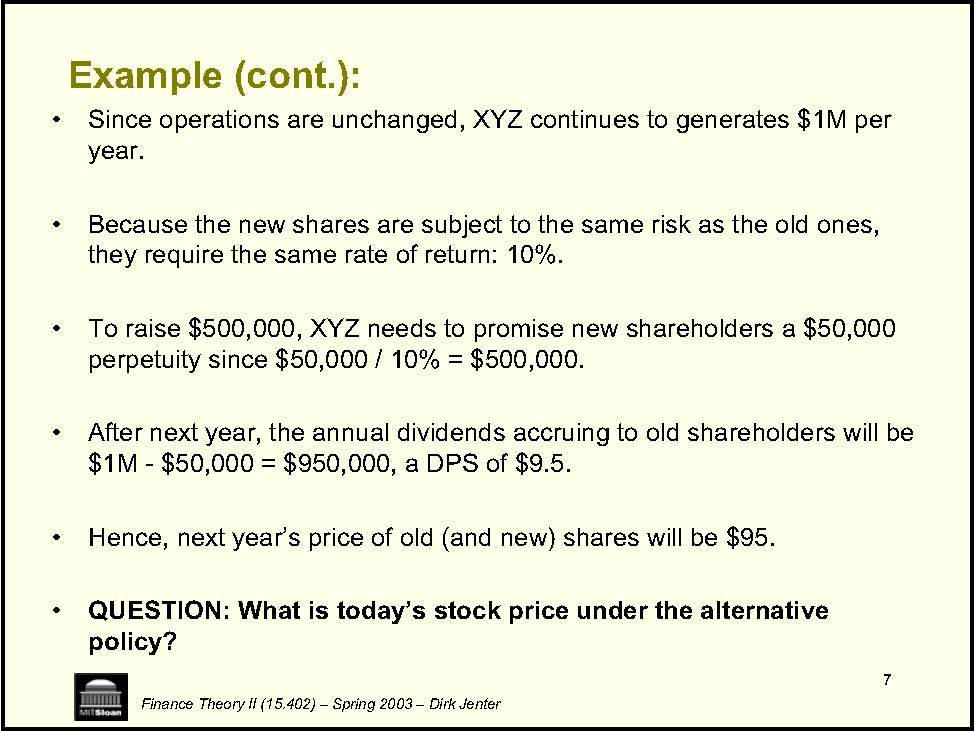 Example (cont.):
• Since operations are unchanged, XYZ continues to generates $1M per
year.
• Because the new shares are subject to the same risk as the old ones,
they require the same rate of return: 10%.
• To raise $500,000, XYZ needs to promise new shareholders a $50,000
perpetuity since $50,000 / 10% = $500,000.
• After next year, the annual dividends accruing to old shareholders will be
$1M - $50,000 = $950,000, a DPS of $9.5.
• Hence, next year’s price of old (and new) shares will be $95.
• QUESTION: What is today’s stock price under the alternative
policy?
7
MITSloan
Finance Theory II (15.402) – Spring 2003 – Dirk Jenter